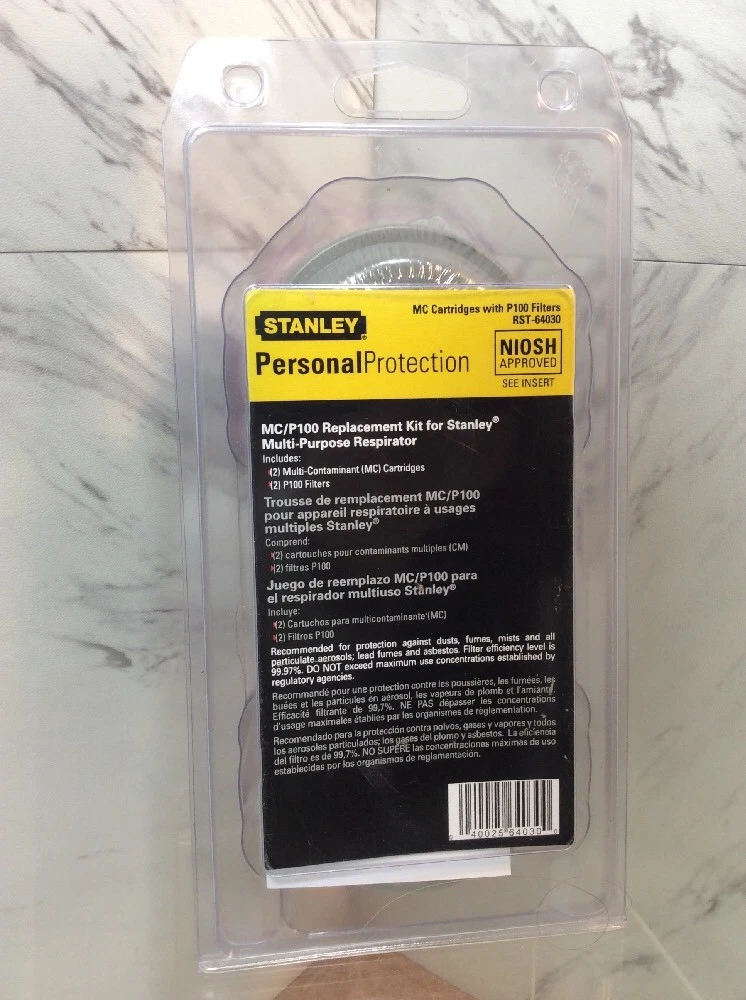 MC Cartridges with P100 Filters
RST-64030
STANLEY®
PersonalProtection
NIOSH
APPROVED
SEE INSERT
MC/P100 Replacement Kit for Stanley®
Multi-Purpose Respirator
Includes:
(2) Multi-Contaminant (MC) Cartridges
(2) P100 Filters
Trousse de remplacement MC/P100
pour appareil respiratoire à usages
multiples Stanley®
Comprend:
(2) cartouches pour contaminants multiples (CM)
(2) filtres P100
Juego de reemplazo MC/P100 para
el respirador multiuso Stanley®
Incluye:
(2) Cartuchos para multicontaminante (MC)
(2) Filtros P100
Recommended for protection against dusts, fumes, mists and all
particulate aerosols; lead fumes and asbestos. Filter efficiency level is
99.97%. DO NOT exceed maximum use concentrations established by
regulatory agencies.
Recommandé pour une protection contre les poussières, les fumées, les
buées et les particules en aérosol, les vapeurs de plomb et l'amiant.
Efficacité filtrante de 99,7%. NE PAS dépasser les concentrations
d'usage maximales établies par les organismes de règlementation.
Recomendado para la protección contra polvos, gases y vapores y todos
los aerosoles particulados; los gases del plomo y asbestos. La eficiencia
del filtro es de 99,7%. NO SUPERE las concentraciones máximas de uso
establecidas por los organismos de reglamentación.
0 40025 64030 0